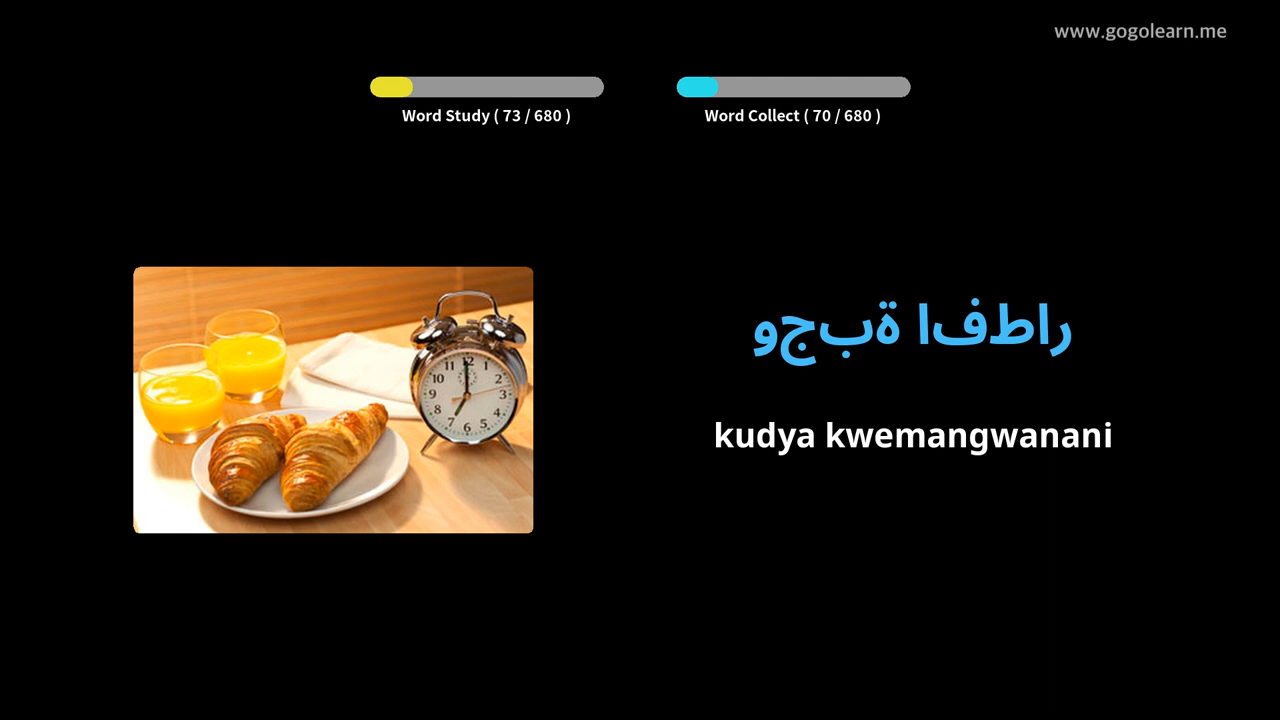 www.gogolearn.me
Word Study ( 73 / 680 )
Word Collect ( 70 / 680 )
وجبة افطار
kudya kwemangwanani